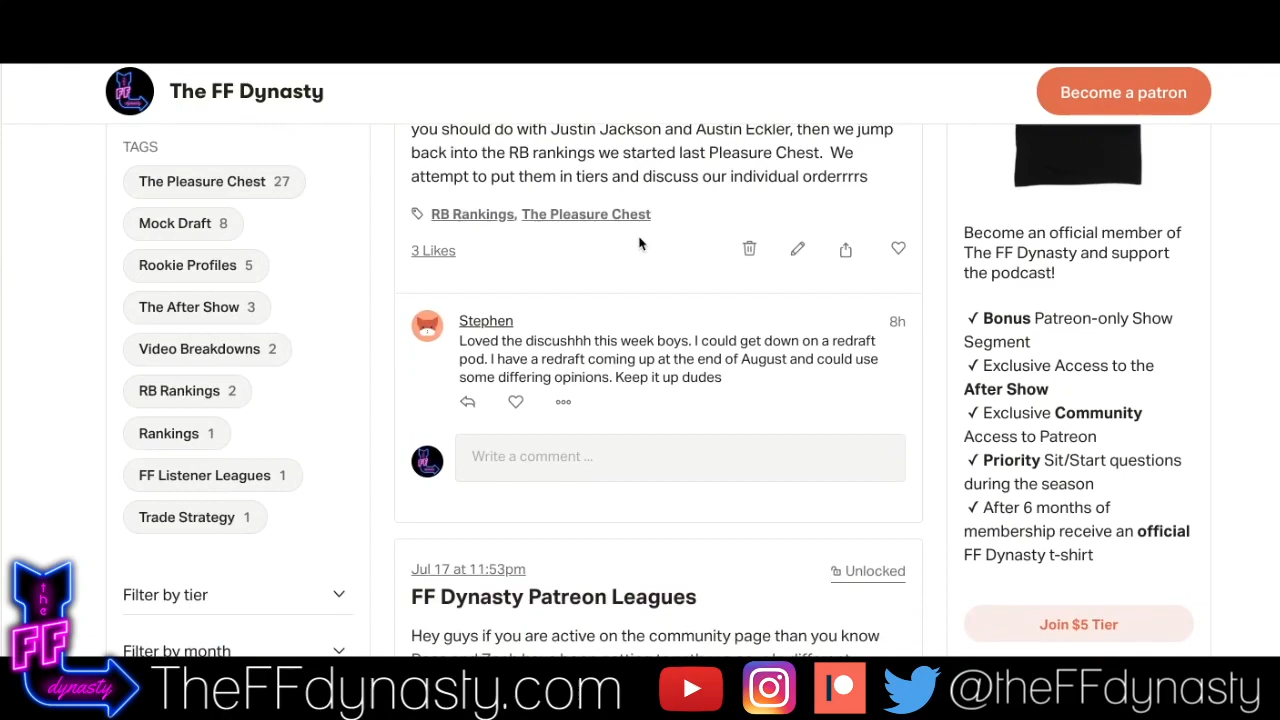 The FF Dynasty
Become a patron
TAGS
The Pleasure Chest 27
Mock Draft 8
Rookie Profiles 5
The After Show 3
Video Breakdowns 2
RB Rankings 2
Rankings 1
FF Listener Leagues 1
Trade Strategy 1
Filter by tier
Filter by month
you should do with Justin Jackson and Austin Eckler, then we jump
back into the RB rankings we started last Pleasure Chest. We
attempt to put them in tiers and discuss our individual orderrrrs
RB Rankings, The Pleasure Chest
3 Likes
Stephen
8h
Loved the discushhh this week boys. I could get down on a redraft
pod. I have a redraft coming up at the end of August and could use
some differing opinions. Keep it up dudes
Write a comment ...
Jul 17 at 11:53pm
Unlocked
FF Dynasty Patreon Leagues
Hey guys if you are active on the community page than you know
Become an official member of
The FF Dynasty and support
the podcast!
✓ Bonus Patreon-only Show
Segment
✓ Exclusive Access to the
After Show
✓ Exclusive Community
Access to Patreon
✓ Priority Sit/Start questions
during the season
✓ After 6 months of
membership receive an official
FF Dynasty t-shirt
Join $5 Tier
the
FF
dynasty
TheFFdynasty.com
@theFFdynasty